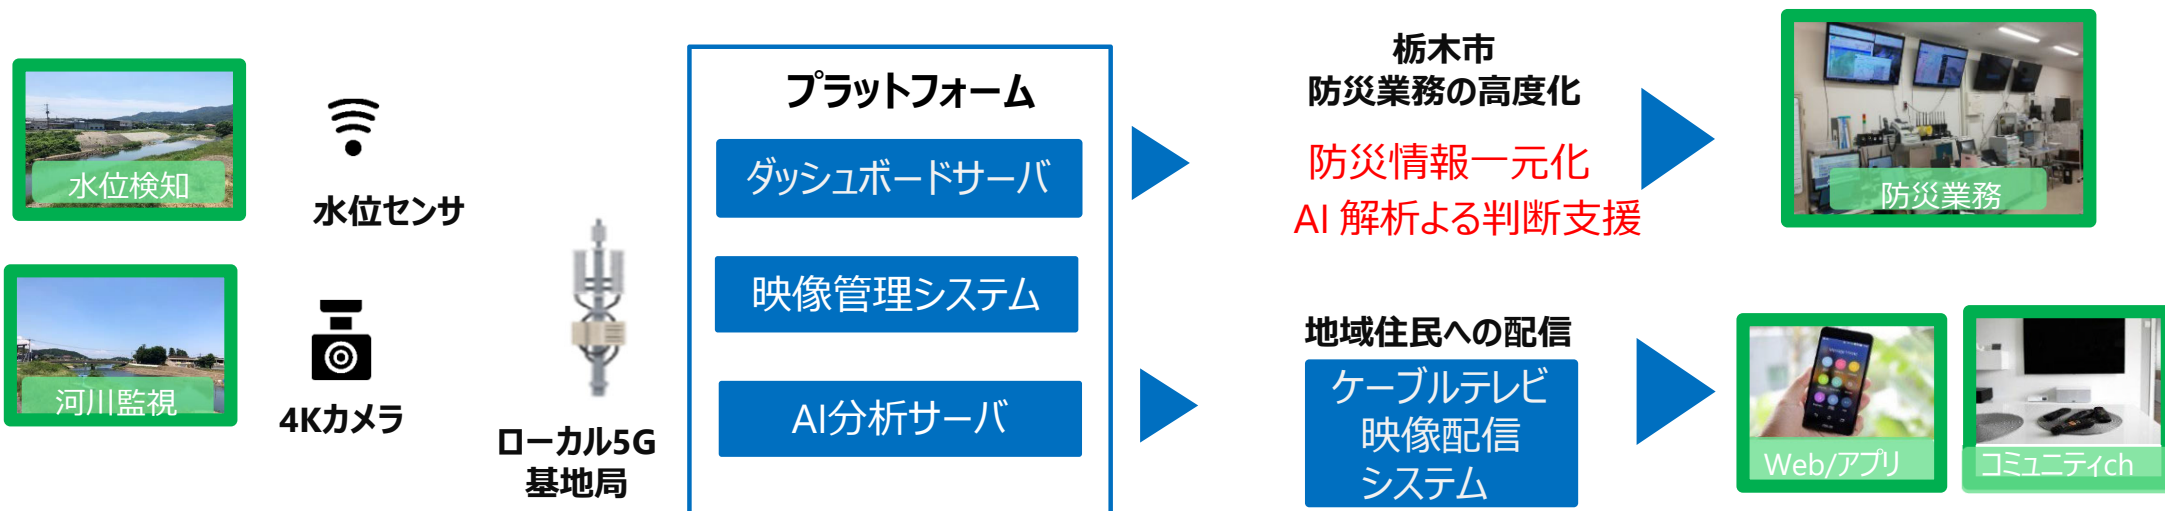 水位検知
水位センサ
河川監視
4Kカメラ
ローカル5G
基地局
プラットフォーム
ダッシュボードサーバ
映像管理システム
AI分析サーバ
栃木市
防災業務の高度化
防災情報一元化
AI 解析よる判断支援
防災業務
地域住民への配信
ケーブルテレビ
映像配信
システム
Web/アプリ
コミュニティch